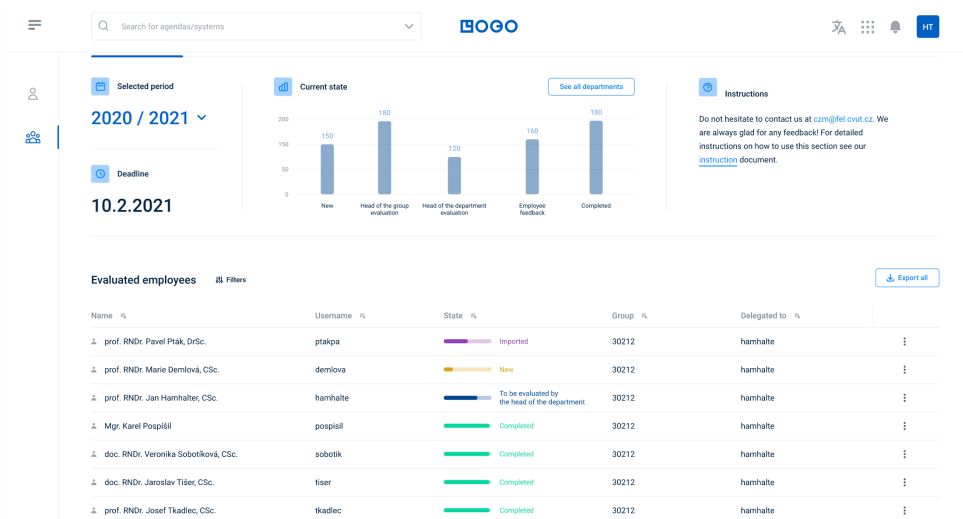 Search for agendas/systems
LOGO
HT
Selected period
2020 / 2021
Deadline
10.2.2021
Current state
See all departments
200
150
50
0
150
180
120
160
180
New
Head of the group
evaluation
Head of the department
evaluation
Employee
feedback
Completed
Instructions
Do not hesitate to contact us at czm@fel.cvut.cz. We
are always glad for any feedback! For detailed
instructions on how to use this section see our
instruction document.
Evaluated employees
Filters
Export all
Name Username State Group Delegated to
prof. RNDr. Pavel Pták, DrSc. ptakpa Imported 30212 hamhalte
prof. RNDr. Marie Demlová, CSc. demlova New 30212 hamhalte
prof. RNDr. Jan Hamhalter, CSc. hamhalte To be evaluated by
the head of the department 30212 hamhalte
Mgr. Karel Pospíšil pospisil Completed 30212 hamhalte
doc. RNDr. Veronika Sobotíková, CSc. sobotik Completed 30212 hamhalte
doc. RNDr. Jaroslav Tišer, CSc. tiser Completed 30212 hamhalte
prof. RNDr. Josef Tkadlec, CSc. tkadlec Completed 30212 hamhalte